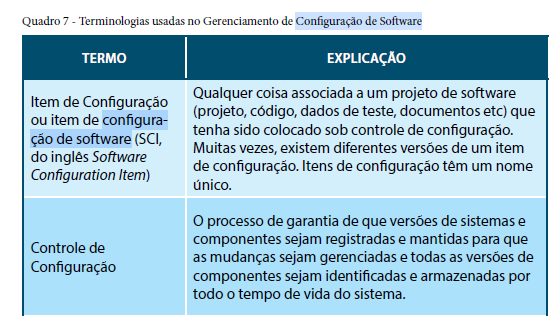 Quadro 7 - Terminologias usadas no Gerenciamento de Configuração de Software
TERMO
EXPLICAÇÃO
Item de Configuração
ou item de configura-
ção de software (SCI,
do inglês Software
Configuration Item)
Qualquer coisa associada a um projeto de software
(projeto, código, dados de teste, documentos etc) que
tenha sido colocado sob controle de configuração.
Muitas vezes, existem diferentes versões de um item
de configuração. Itens de configuração têm um nome
único.
Controle de
Configuração
O processo de garantia de que versões de sistemas e
componentes sejam registradas e mantidas para que
as mudanças sejam gerenciadas e todas as versões de
componentes sejam identificadas e armazenadas por
todo o tempo de vida do sistema.